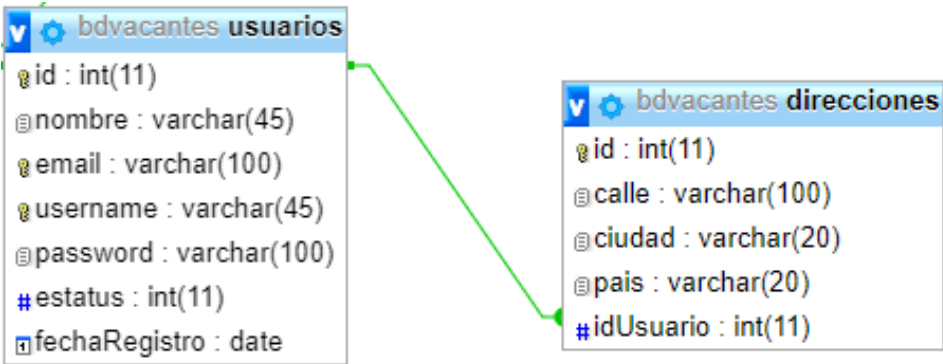 bdvacantes usuarios
id : int(11)
nombre : varchar(45)
email : varchar(100)
username : varchar(45)
password : varchar(100)
estatus : int(11)
fechaRegistro : date
bdvacantes direcciones
id : int(11)
calle : varchar(100)
ciudad : varchar(20)
pais : varchar(20)
idUsuario : int(11)